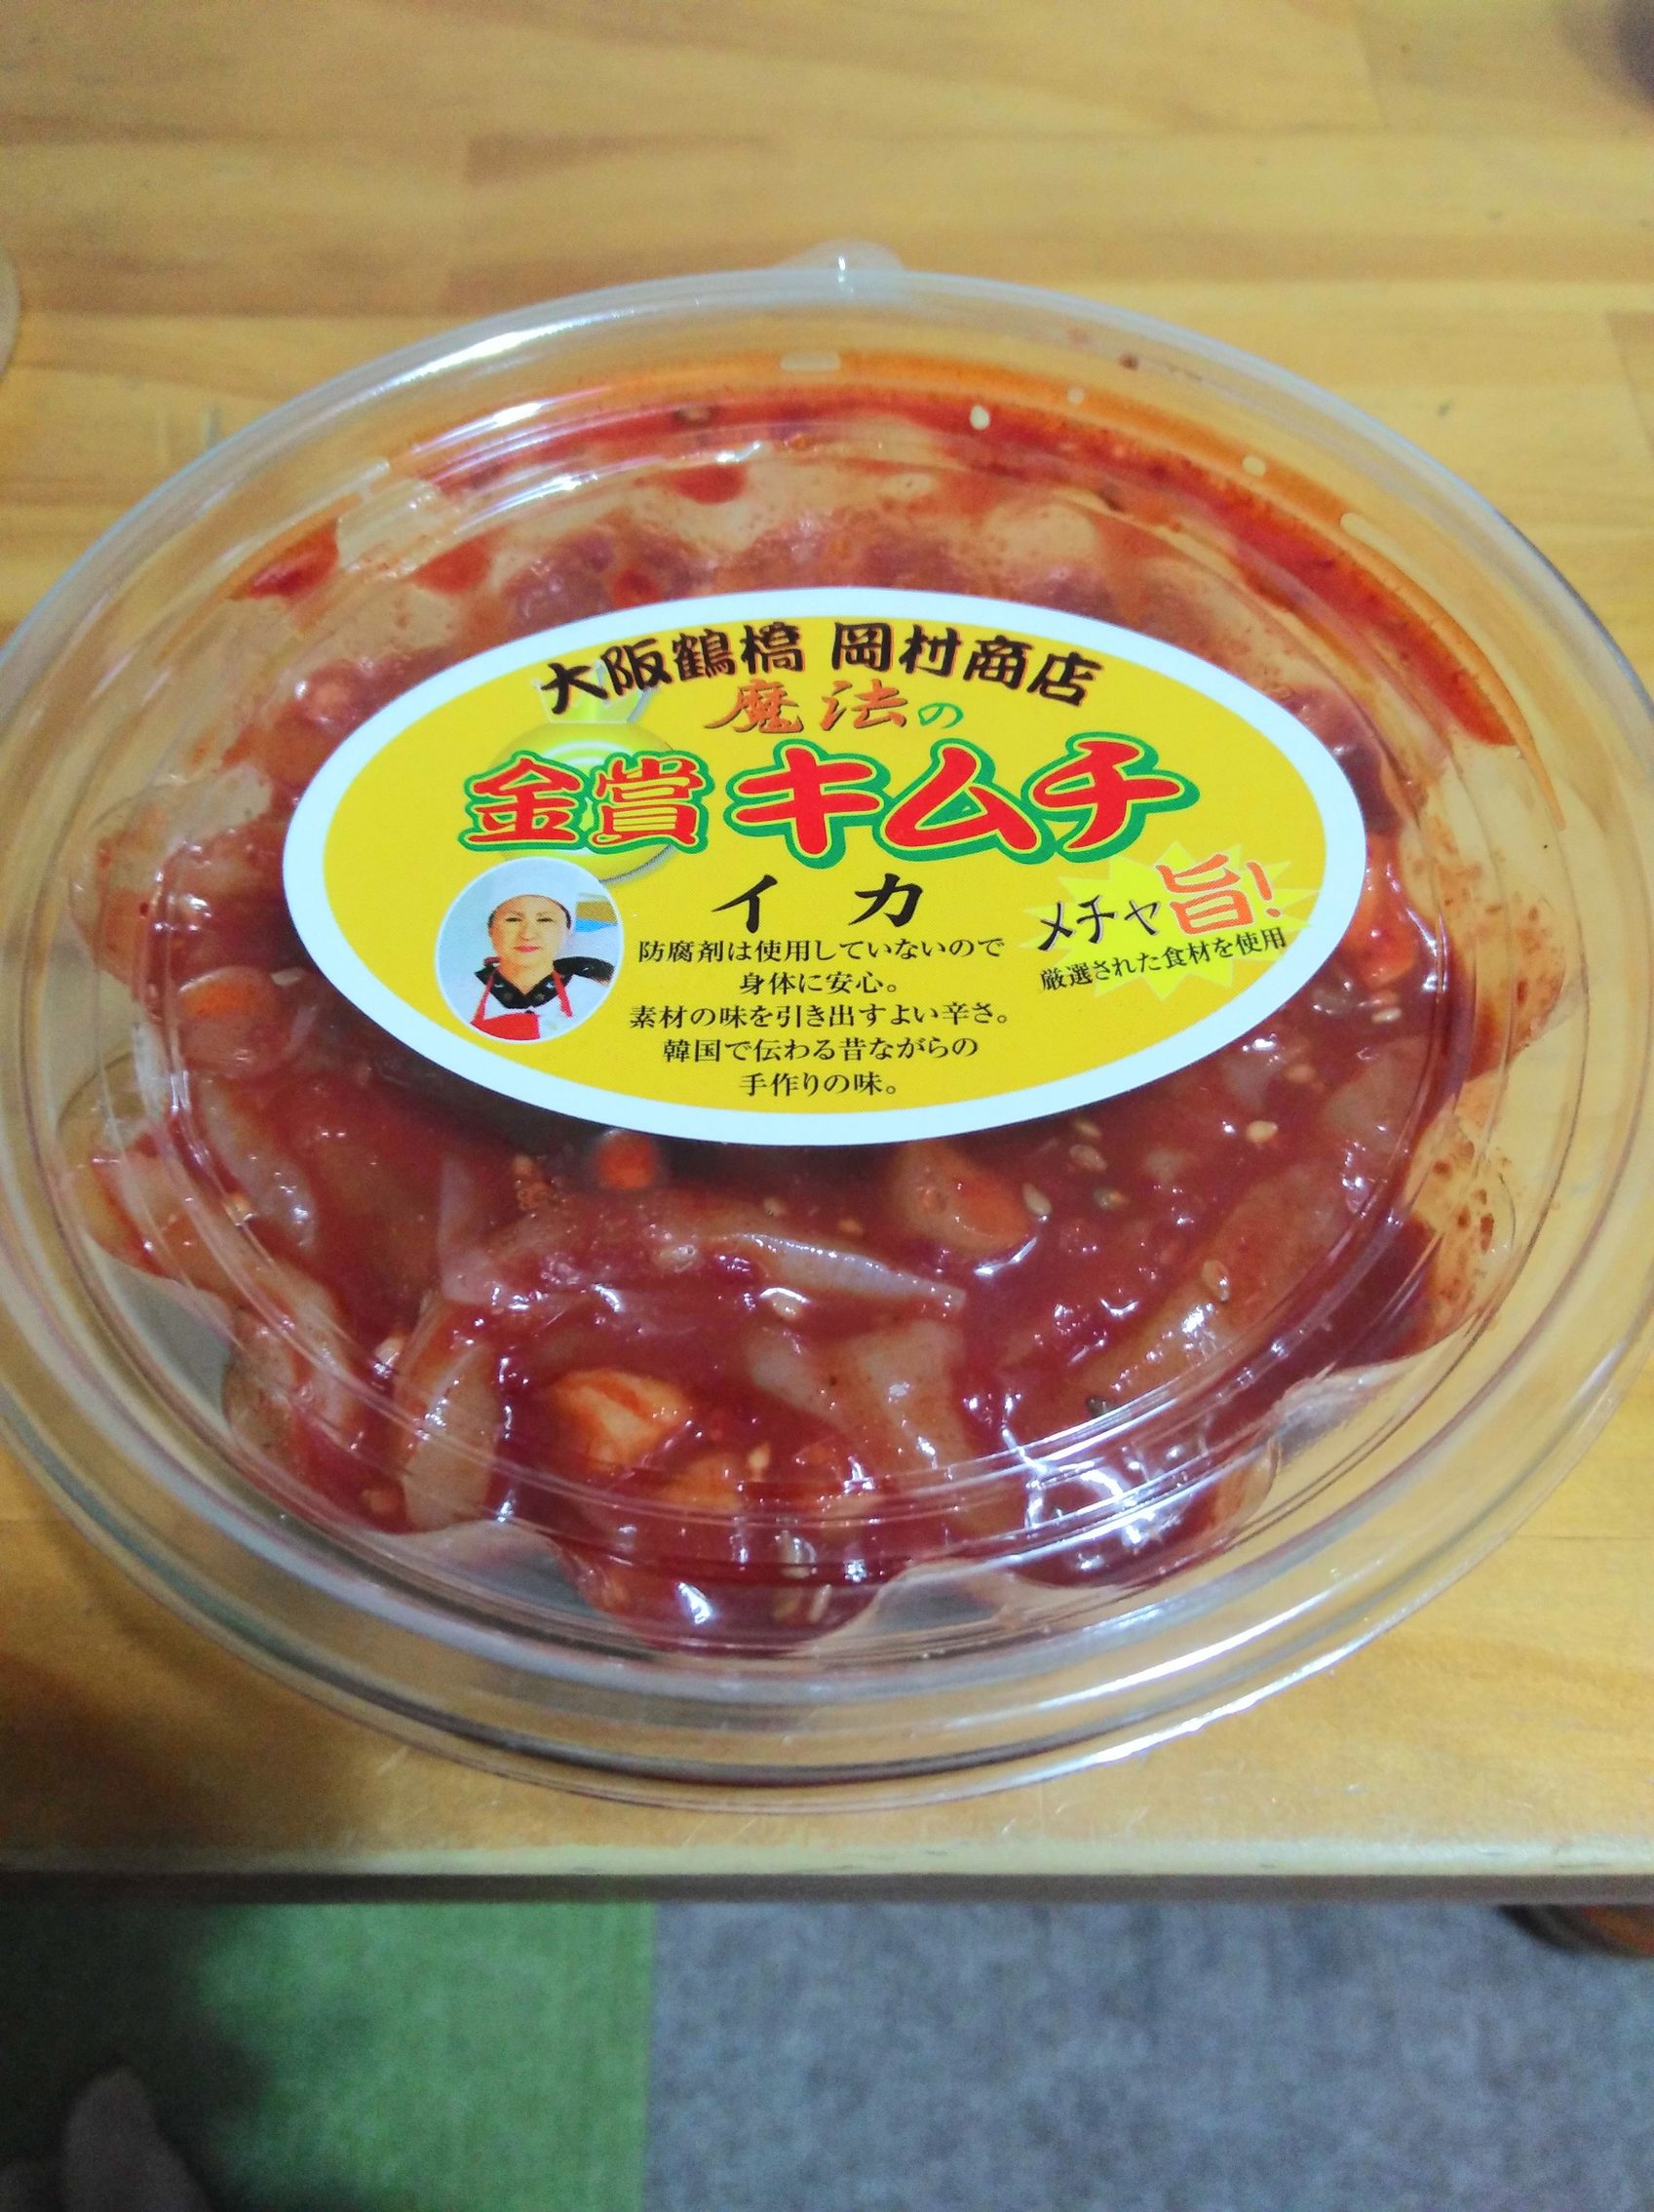 大阪鶴橋 岡村商店
魔法の
金賞キムチ
イカ
メチャ旨!
厳選された食材を使用
防腐剤は使用していないので
身体に安心。
素材の味を引き出すよい辛さ。
韓国で伝わる昔ながらの
手作りの味。